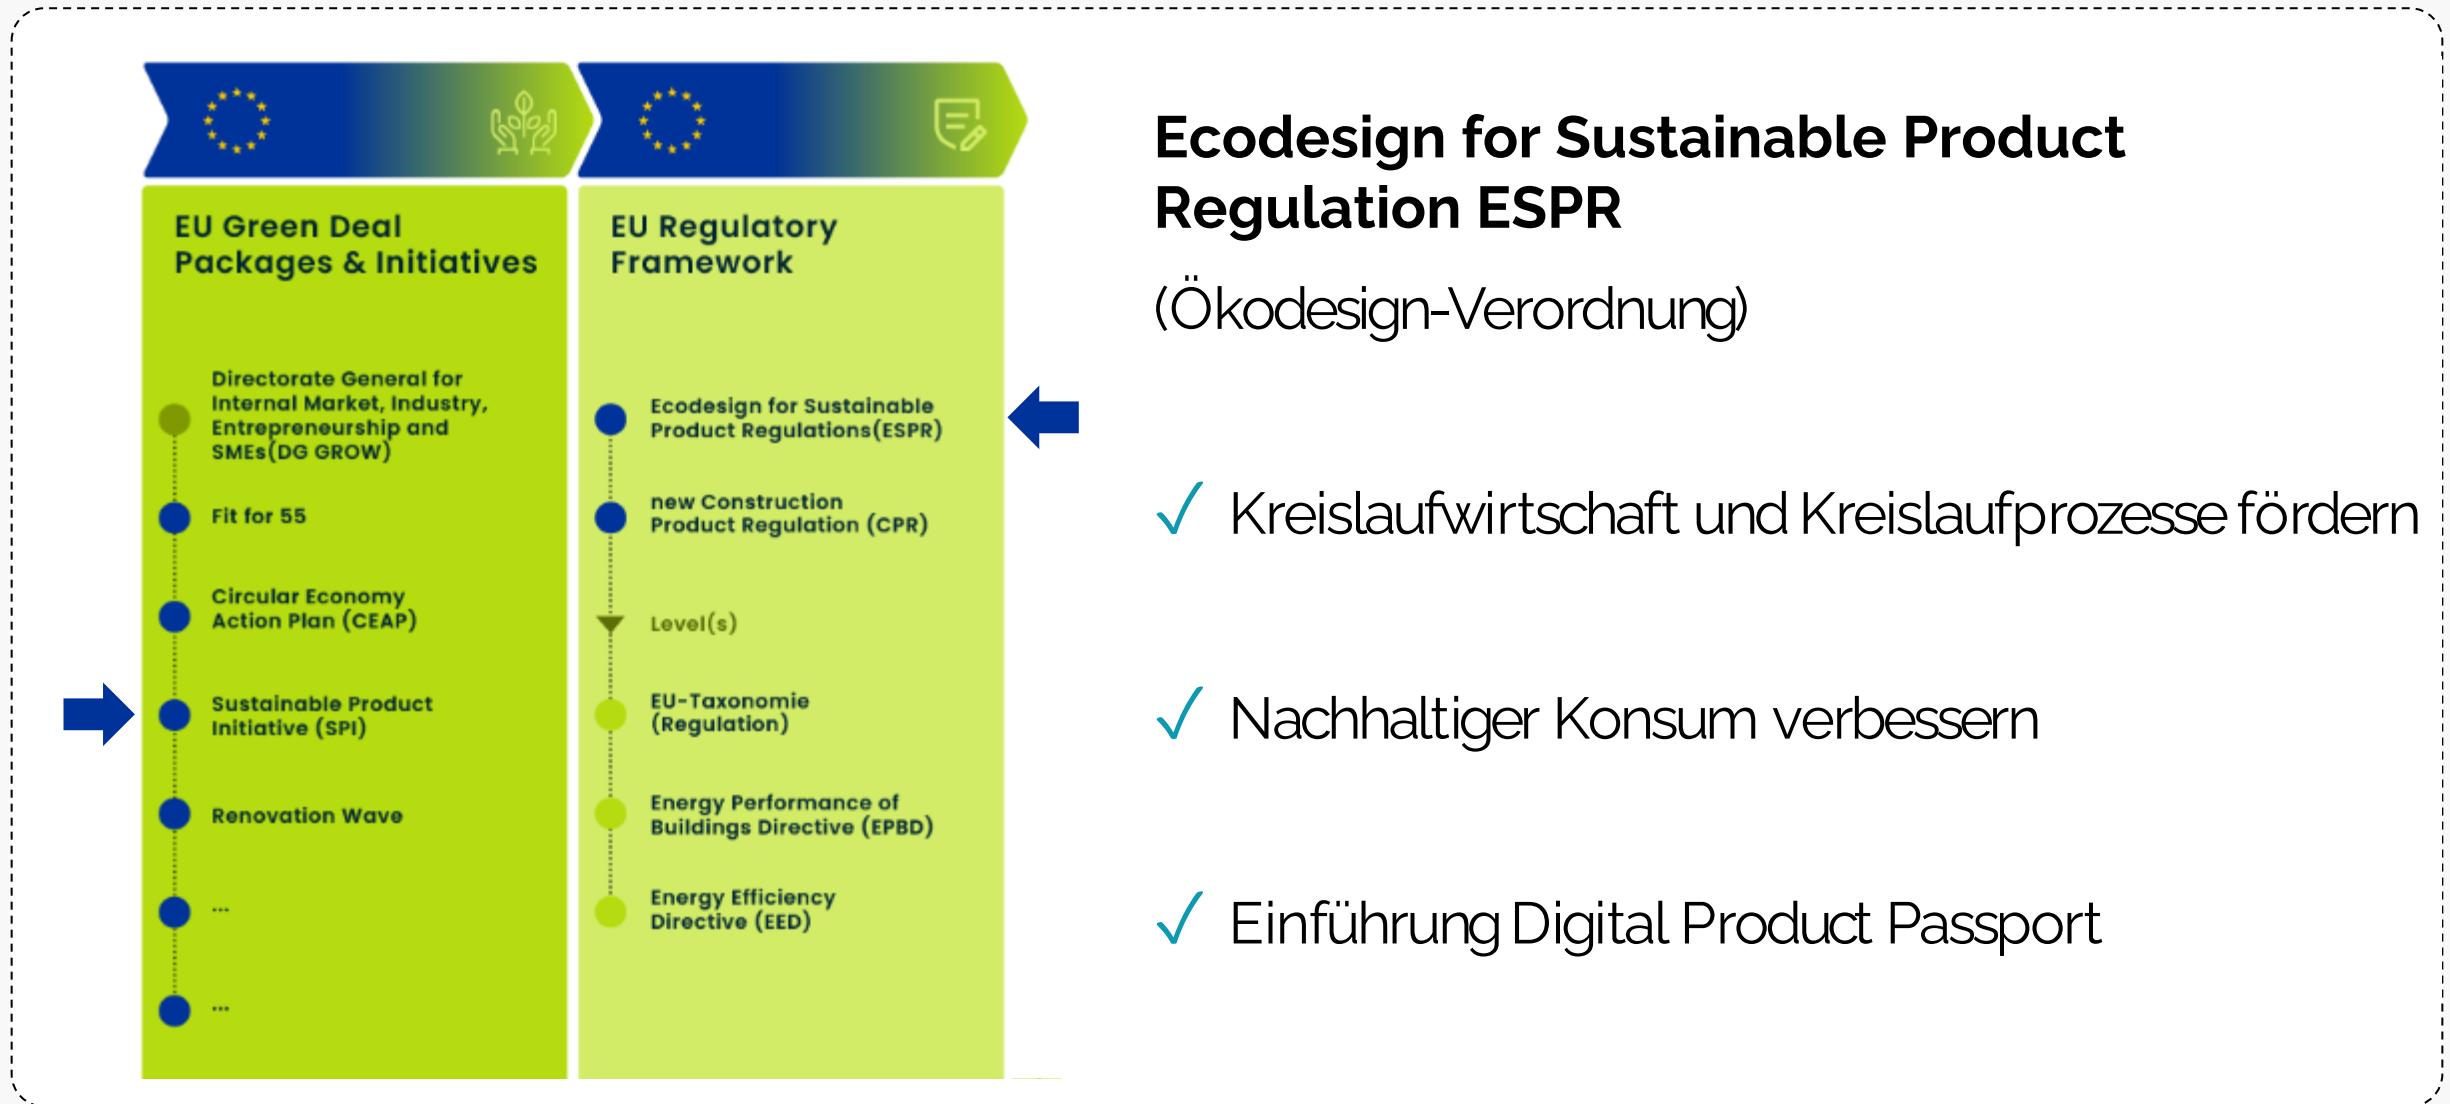 EU Green Deal
Packages & Initiatives
Directorate General for
Internal Market, Industry,
Entrepreneurship and
SMEs(DG GROW)
Fit for 55
Circular Economy
Action Plan (CEAP)
Sustainable Product
Initiative (SPI)
Renovation Wave
...
...
EU Regulatory
Framework
Ecodesign for Sustainable
Product Regulations(ESPR)
new Construction
Product Regulation (CPR)
Level(s)
EU-Taxonomie
(Regulation)
Energy Performance of
Buildings Directive (EPBD)
Energy Efficiency
Directive (EED)
Ecodesign for Sustainable Product
Regulation ESPR
(Ökodesign-Verordnung)
✓ Kreislaufwirtschaft und Kreislaufprozesse fördern
✓ Nachhaltiger Konsum verbessern
✓ Einführung Digital Product Passport